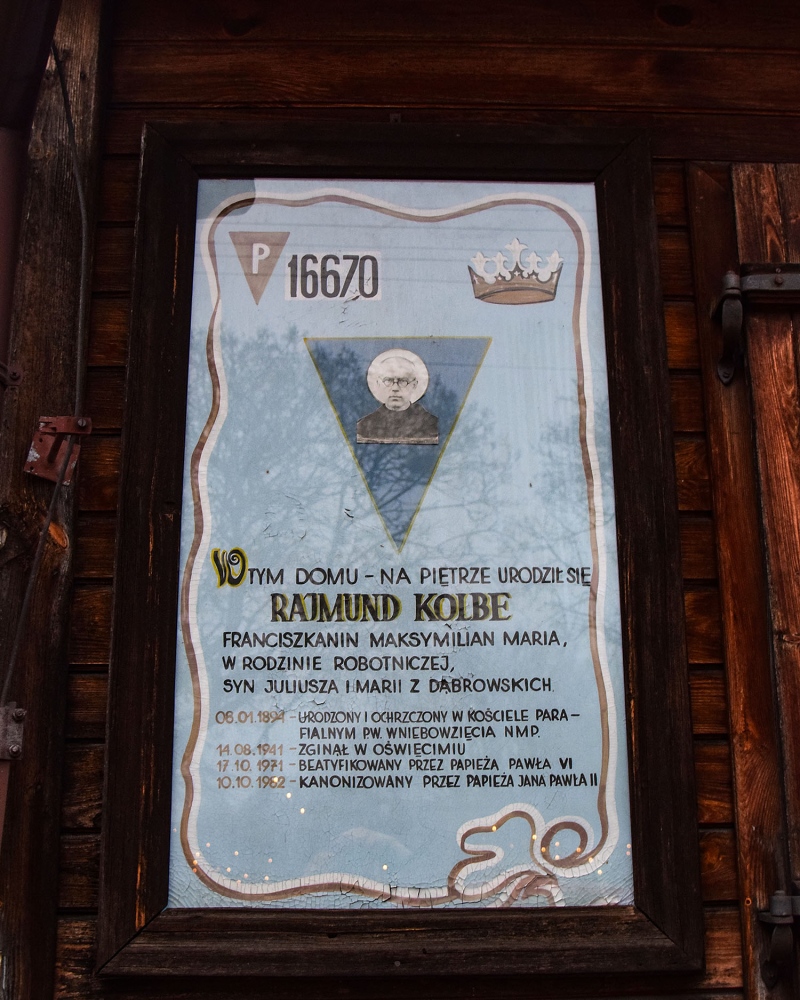 P 16670
W TYM DOMU – NA PIĘTRZE URODZIŁ SIĘ
RAJMUND KOLBE
FRANCISZKANIN MAKSYMILIAN MARIA,
W RODZINIE ROBOTNICZEJ,
SYN JULIUSZA I MARII Z DĄBROWSKICH.
08.01.1894 – URODZONY I OCHRZCZONY W KOŚCIELE PARA–
FIALNYM PW. WNIEBOWZIĘCIA NMP.
14.08.1941 – ZGINĄŁ W OŚWIĘCIMIU
17.10.1971 – BEATYFIKOWANY PRZEZ PAPIEŻA PAWŁA VI
10.10.1982 – KANONIZOWANY PRZEZ PAPIEŻA JANA PAWŁA II